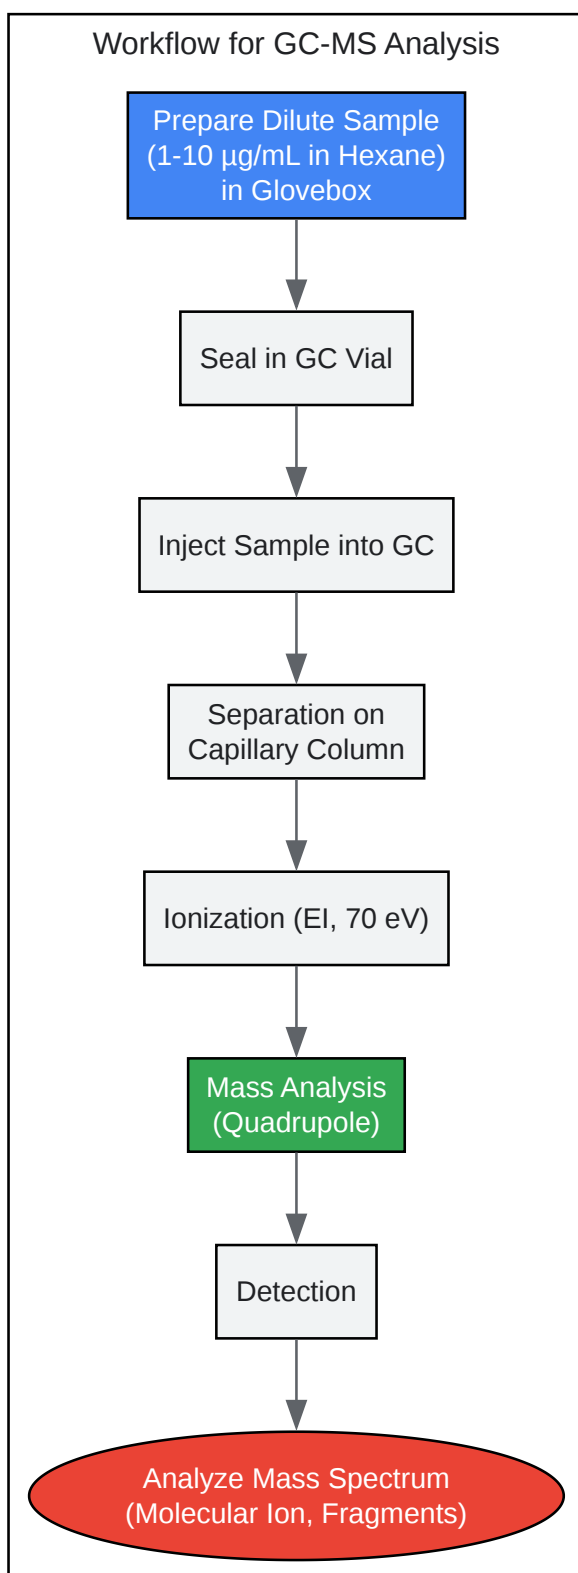 Workflow for GC-MS Analysis
Prepare Dilute Sample
(1-10 µg/mL in Hexane)
in Glovebox
Seal in GC Vial
Inject Sample into GC
Separation on
Capillary Column
Ionization (EI, 70 eV)
Mass Analysis
(Quadrupole)
Detection
Analyze Mass Spectrum
(Molecular Ion, Fragments)